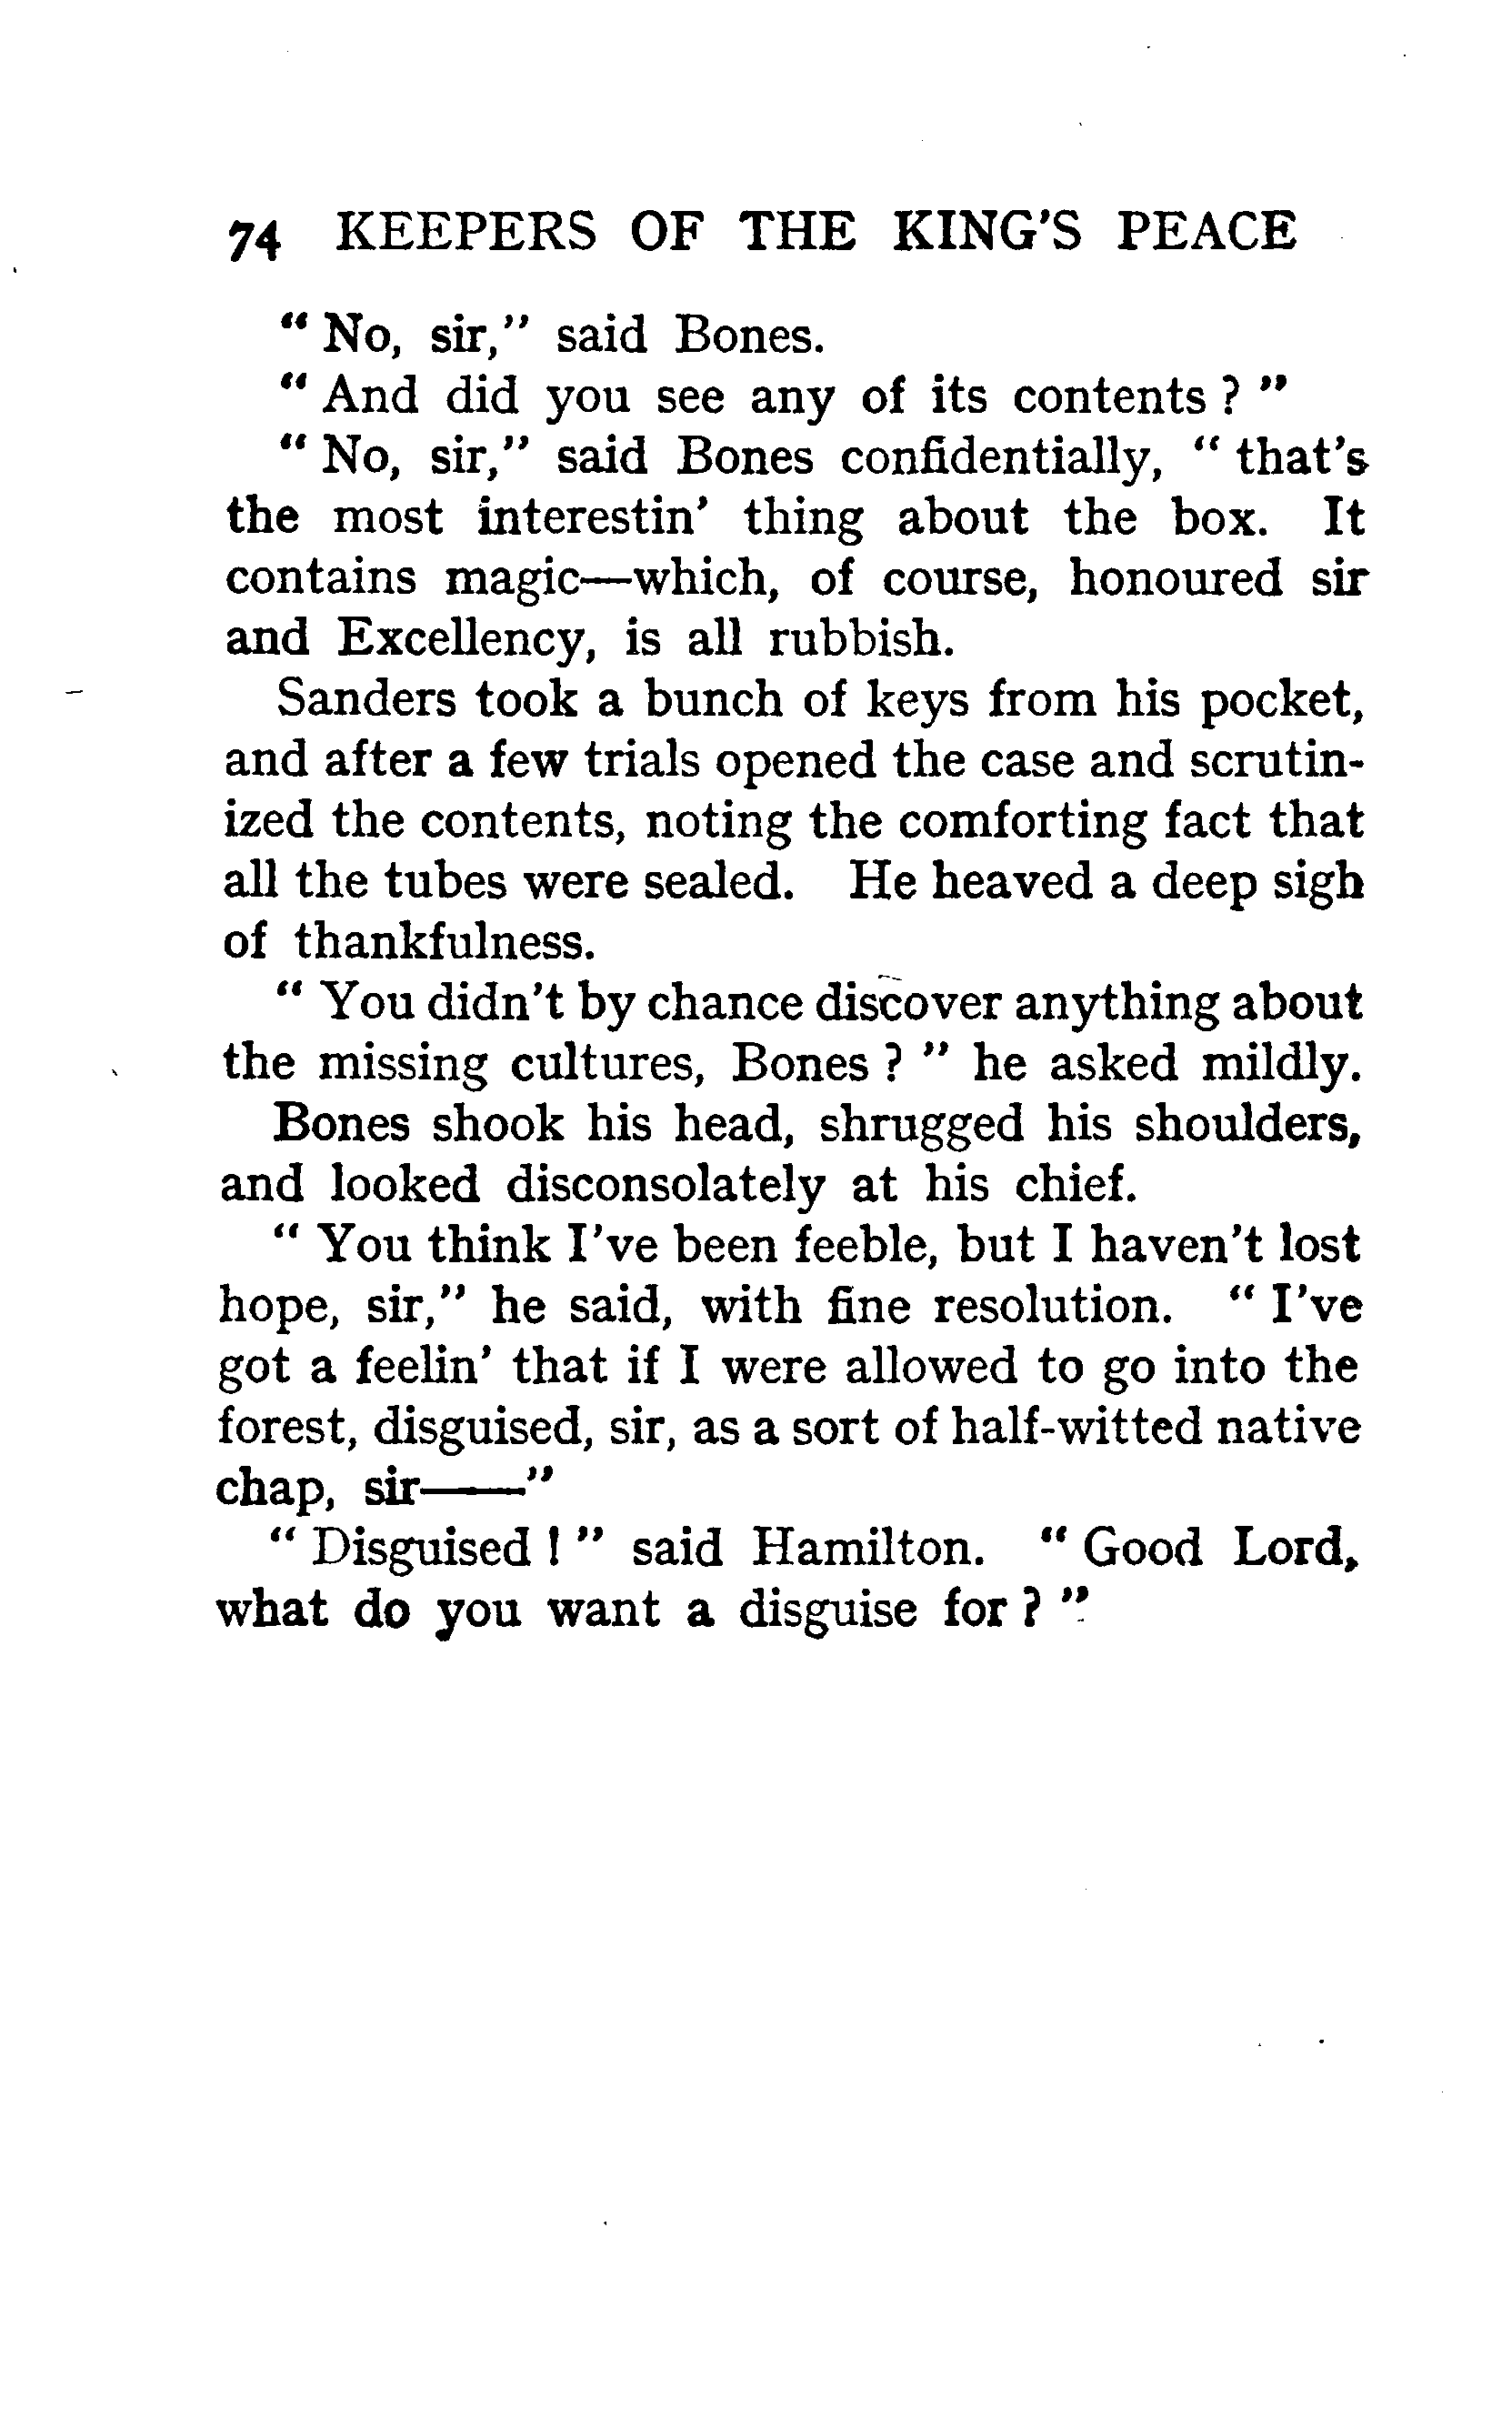 74 KEEPERS OF THE KING'S PEACE
" No, sir," said Bones.
" And did you see any of its contents ? "
" No, sir," said Bones confidentially, " that's
the most interestin' thing about the box. It
contains magic—which, of course, honoured sir
and Excellency, is all rubbish.
Sanders took a bunch of keys from his pocket,
and after a few trials opened the case and scrutin-
ized the contents, noting the comforting fact that
all the tubes were sealed. He heaved a deep sigh
of thankfulness.
" You didn't by chance discover anything about
the missing cultures, Bones ? " he asked mildly.
Bones shook his head, shrugged his shoulders,
and looked disconsolately at his chief.
" You think I've been feeble, but I haven't lost
hope, sir," he said, with fine resolution. " I've
got a feelin' that if I were allowed to go into the
forest, disguised, sir, as a sort of half-witted native
chap, sir——"
" Disguised ! " said Hamilton. " Good Lord,
what do you want a disguise for ? "